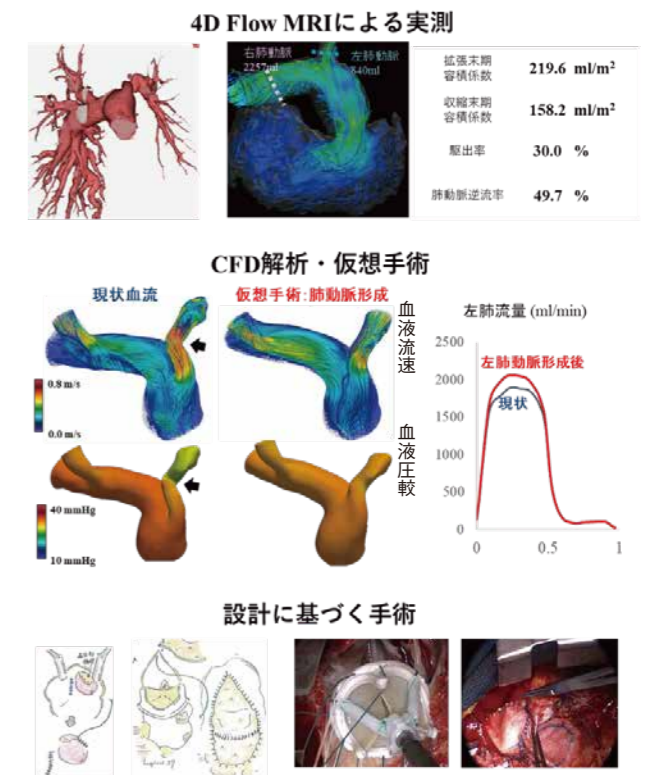 4D Flow MRIによる実測
右肺動脈
2257ml
左肺動脈
840ml
拡張末期
容積係数
219.6 ml/m²
収縮末期
容積係数
158.2 ml/m²
駆出率
30.0 %
肺動脈逆流率
49.7 %
CFD解析・仮想手術
現状血流
仮想手術:肺動脈形成
血液流速
0.8 m/s
0.0 m/s
血液圧較
40 mmHg
10 mmHg
左肺流量 (ml/min)
2500
2000
1500
1000
500
0
左肺動脈形成後
現状
0
0.5
1
設計に基づく手術